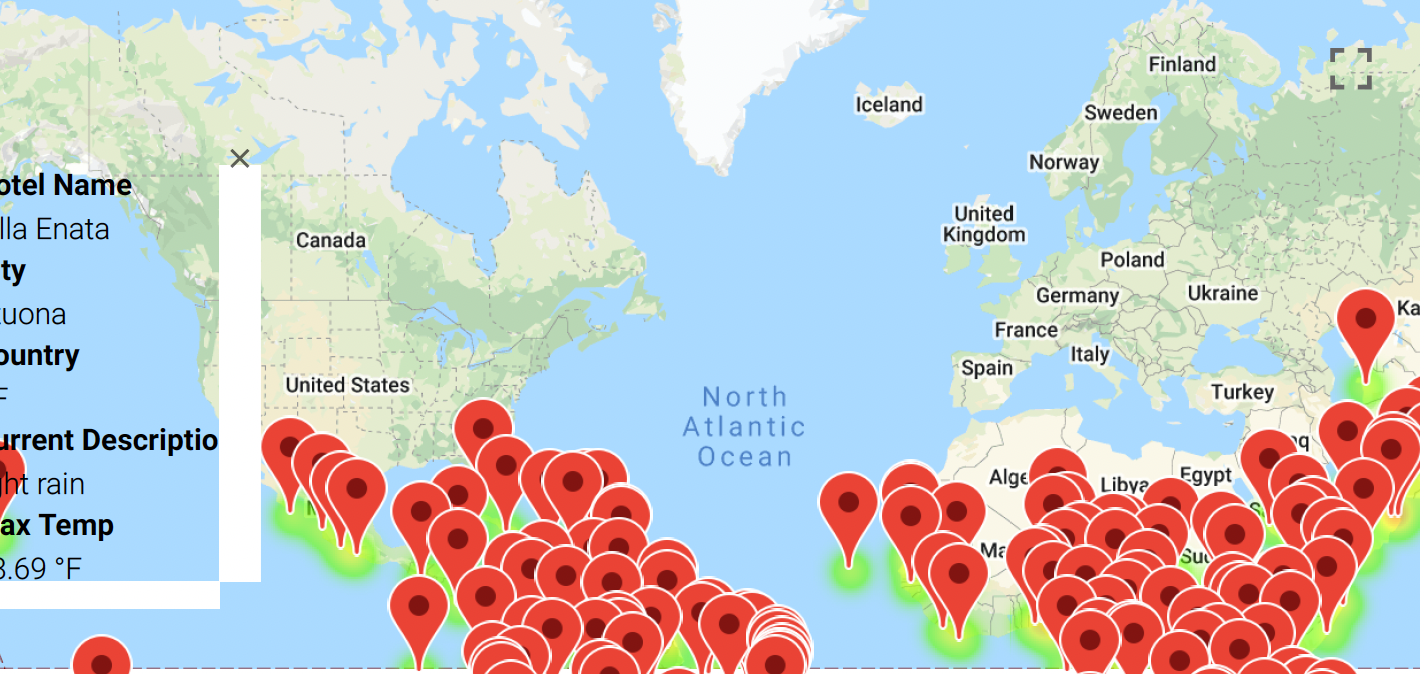 Finland
Iceland
Sweden
Norway
otel Name
lla Enata
ty
uona
ountry
F
urrent Descriptio
ht rain
ax Temp
.69 °F
Canada
United
Kingdom
Poland
Germany
Ukraine
France
Italy
Spain
Ka
United States
Turkey
North
Atlantic
Ocean
Alge
Libya
Egypt
q
M
Ma
S
Su